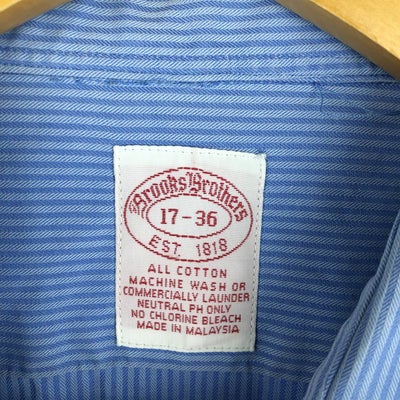 Brooks Brothers
17-36
EST. 1818
ALL COTTON
MACHINE WASH OR
COMMERCIALLY LAUNDER
NEUTRAL PH ONLY
NO CHLORINE BLEACH
MADE IN MALAYSIA